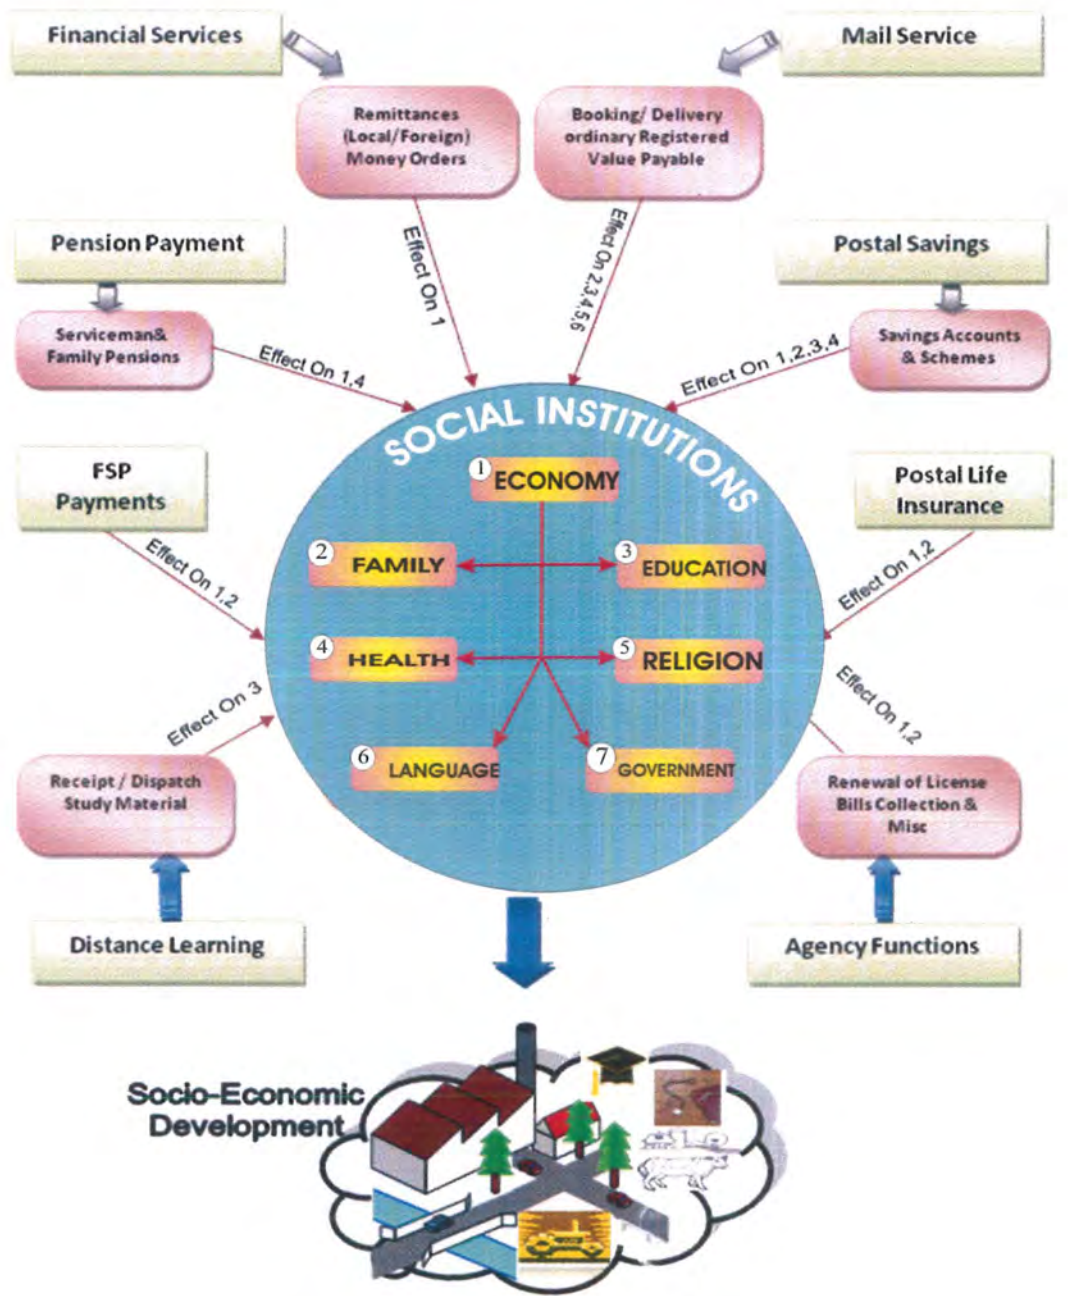 Financial Services
Mail Service
Remittances
(Local/Foreign)
Money Orders
Booking/ Delivery
ordinary Registered
Value Payable
Effect On 1
Effect On 2,3,4,5,6
Pension Payment
Postal Savings
Serviceman&
Family Pensions
Savings Accounts
& Schemes
Effect On 1,4
Effect On 1,2,3,4
SOCIAL INSTITUTIONS
1 ECONOMY
FSP
Payments
Postal Life
Insurance
Effect On 1,2
Effect On 1,2
2 FAMILY
3 EDUCATION
4 HEALTH
5 RELIGION
Effect On 3
Effect On 1,2
6 LANGUAGE
7 GOVERNMENT
Receipt / Dispatch
Study Material
Renewal of License
Bills Collection &
Misc
Distance Learning
Agency Functions
Socio-Economic
Development